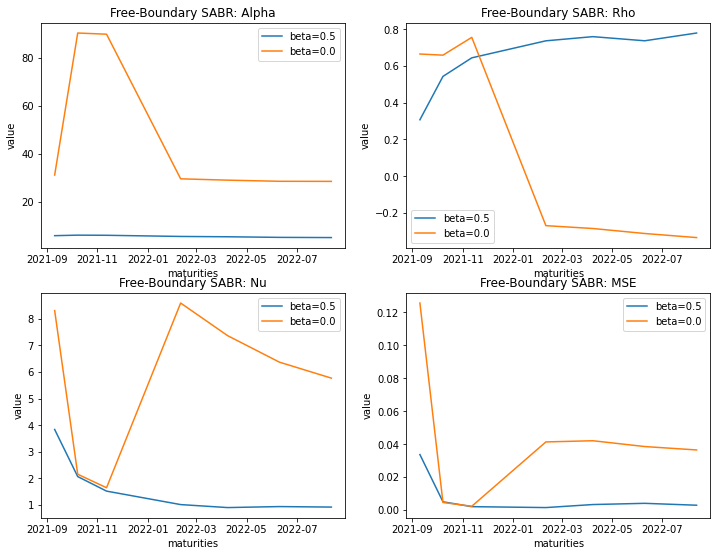 Free-Boundary SABR: Alpha
value
80
60
40
20
beta=0.5
beta=0.0
2021-09 2021-11 2022-01 2022-03 2022-05 2022-07
maturities
Free-Boundary SABR: Rho
value
0.8
0.6
0.4
0.2
0.0
−0.2
beta=0.5
beta=0.0
2021-09 2021-11 2022-01 2022-03 2022-05 2022-07
maturities
Free-Boundary SABR: Nu
value
8
7
6
5
4
3
2
1
beta=0.5
beta=0.0
2021-09 2021-11 2022-01 2022-03 2022-05 2022-07
maturities
Free-Boundary SABR: MSE
value
0.12
0.10
0.08
0.06
0.04
0.02
0.00
beta=0.5
beta=0.0
2021-09 2021-11 2022-01 2022-03 2022-05 2022-07
maturities